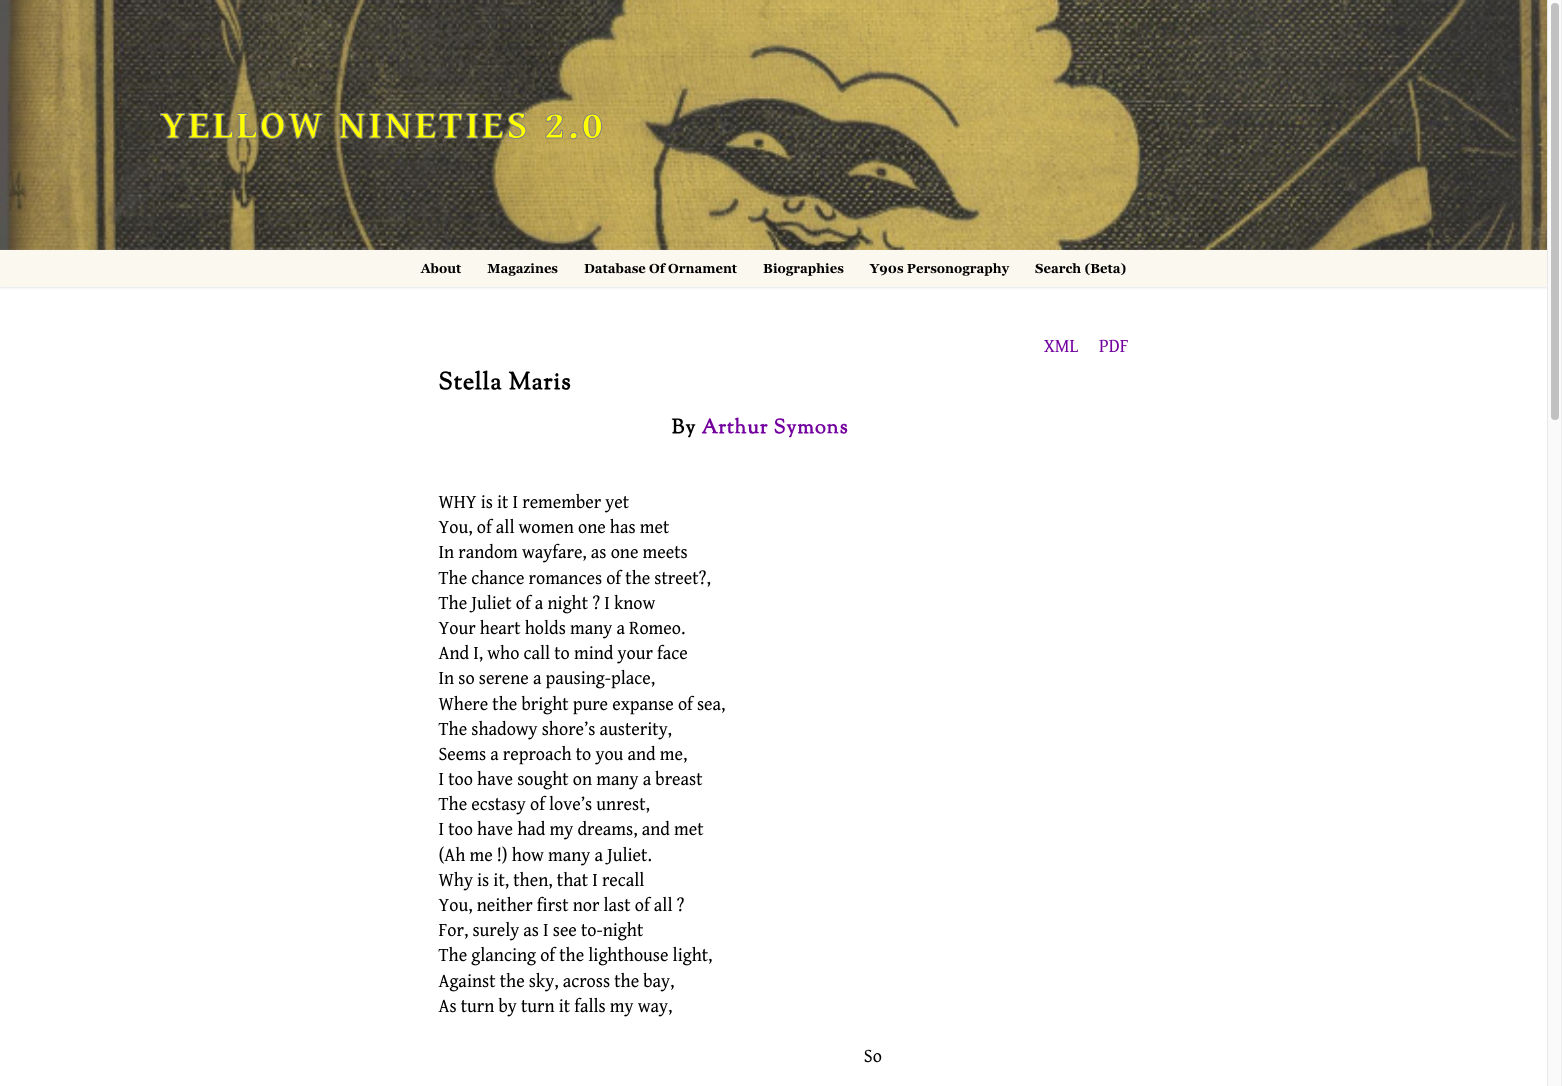 YELLOW NINETIES 2.0
About Magazines Database Of Ornament Biographies Y90s Personography Search (Beta)
XML PDF
Stella Maris
By Arthur Symons
WHY is it I remember yet
You, of all women one has met
In random wayfare, as one meets
The chance romances of the street?,
The Juliet of a night ? I know
Your heart holds many a Romeo.
And I, who call to mind your face
In so serene a pausing-place,
Where the bright pure expanse of sea,
The shadowy shore’s austerity,
Seems a reproach to you and me,
I too have sought on many a breast
The ecstasy of love’s unrest,
I too have had my dreams, and met
(Ah me !) how many a Juliet.
Why is it, then, that I recall
You, neither first nor last of all ?
For, surely as I see to-night
The glancing of the lighthouse light,
Against the sky, across the bay,
As turn by turn it falls my way,
So